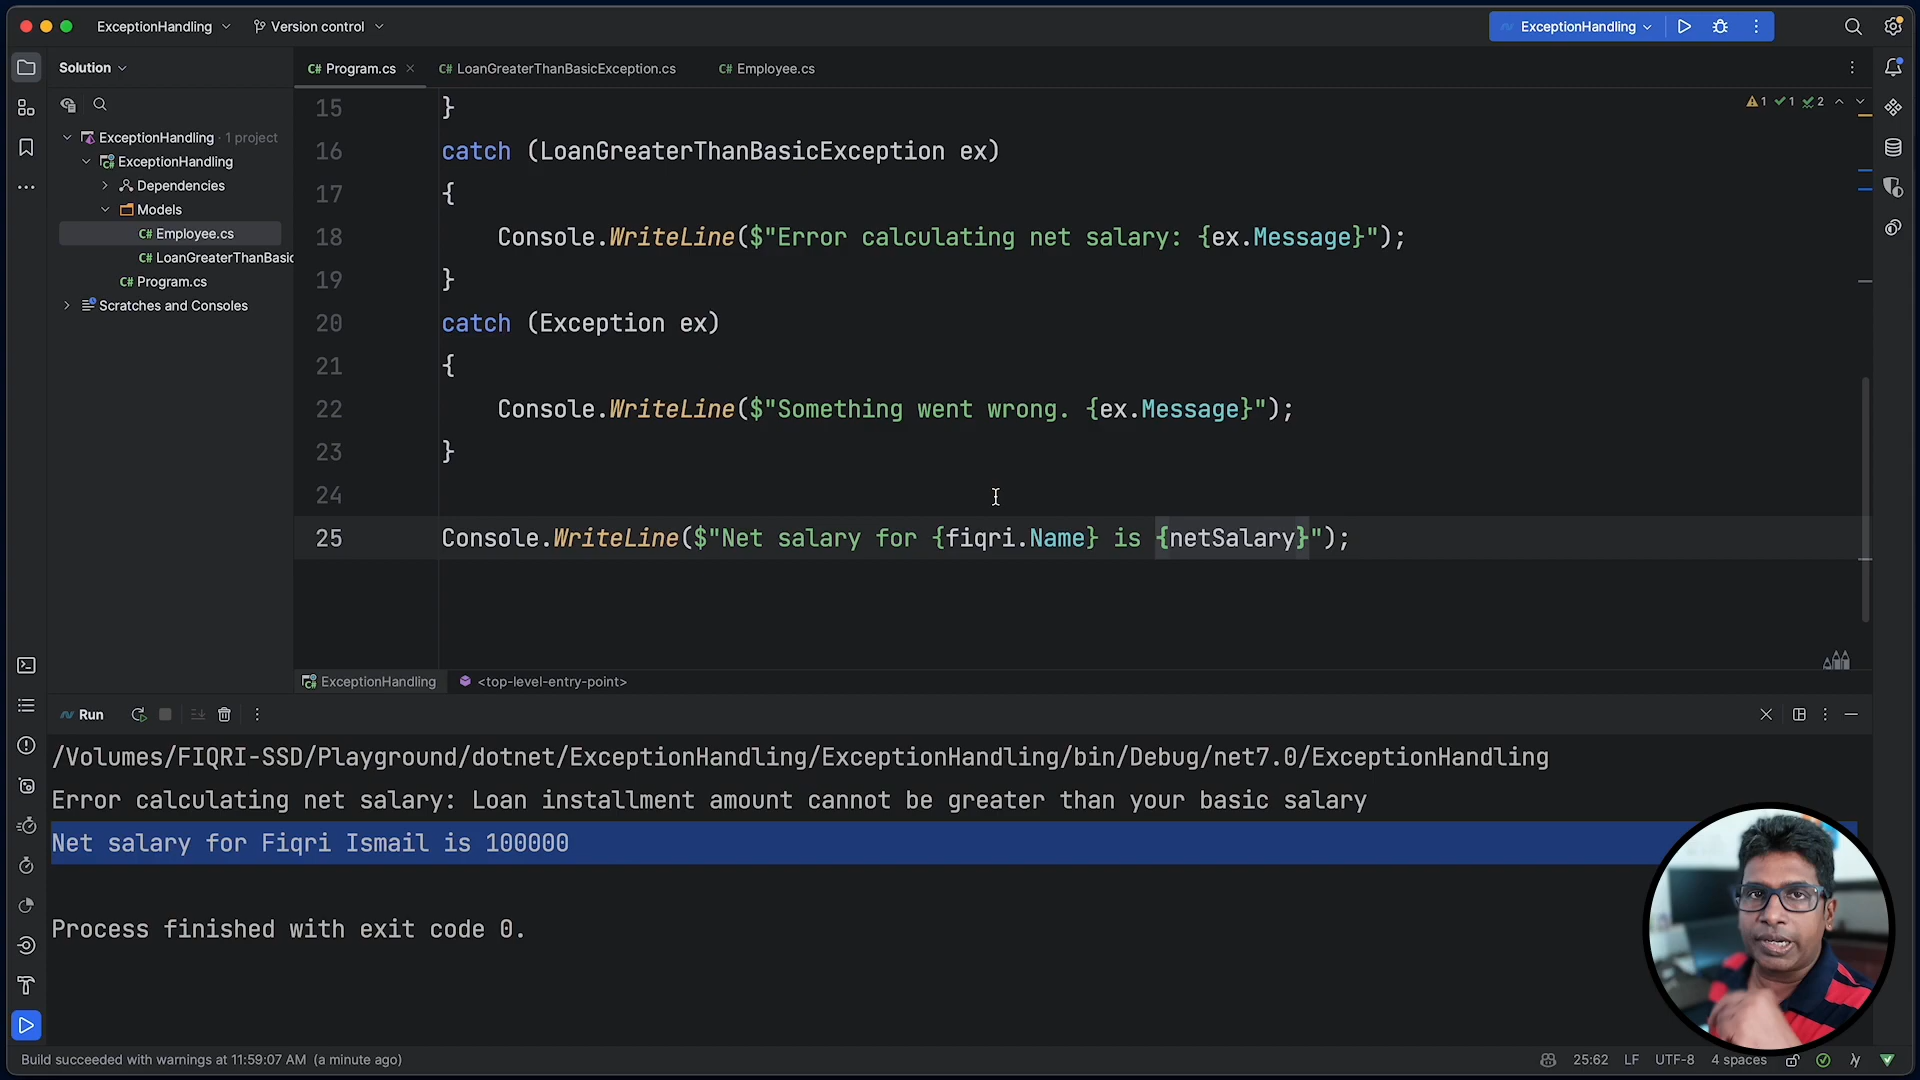 ExceptionHandling
Version control
ExceptionHandling
Solution
C# Program.cs
C# LoanGreaterThanBasicException.cs
C# Employee.cs
ExceptionHandling · 1 project
ExceptionHandling
Dependencies
Models
C# Employee.cs
C# LoanGreaterThanBasic
C# Program.cs
Scratches and Consoles
1 1 2
15 }
16 catch (LoanGreaterThanBasicException ex)
17 {
18 Console.WriteLine($"Error calculating net salary: {ex.Message}");
19 }
20 catch (Exception ex)
21 {
22 Console.WriteLine($"Something went wrong. {ex.Message}");
23 }
24
25 Console.WriteLine($"Net salary for {fiqri.Name} is {netSalary}");
ExceptionHandling <top-level-entry-point>
Run
/Volumes/FIQRI-SSD/Playground/dotnet/ExceptionHandling/ExceptionHandling/bin/Debug/net7.0/ExceptionHandling
Error calculating net salary: Loan installment amount cannot be greater than your basic salary
Net salary for Fiqri Ismail is 100000
Process finished with exit code 0.
Build succeeded with warnings at 11:59:07 AM (a minute ago)
25:62 LF UTF-8 4 spaces